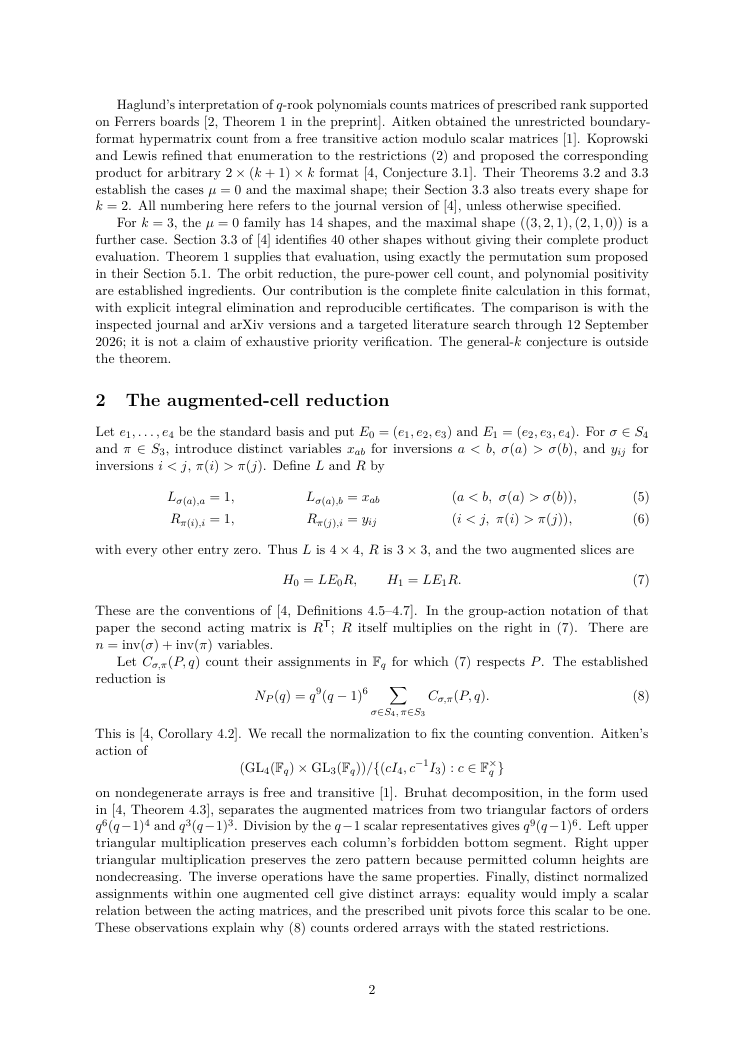 Haglund's interpretation of q-rook polynomials counts matrices of prescribed rank supported
on Ferrers boards [2, Theorem 1 in the preprint]. Aitken obtained the unrestricted boundary-
format hypermatrix count from a free transitive action modulo scalar matrices [1]. Koprowski
and Lewis refined that enumeration to the restrictions (2) and proposed the corresponding
product for arbitrary 2 × (k + 1) × k format [4, Conjecture 3.1]. Their Theorems 3.2 and 3.3
establish the cases μ = 0 and the maximal shape; their Section 3.3 also treats every shape for
k = 2. All numbering here refers to the journal version of [4], unless otherwise specified.
For k = 3, the μ = 0 family has 14 shapes, and the maximal shape ((3, 2, 1), (2, 1, 0)) is a
further case. Section 3.3 of [4] identifies 40 other shapes without giving their complete product
evaluation. Theorem 1 supplies that evaluation, using exactly the permutation sum proposed
in their Section 5.1. The orbit reduction, the pure-power cell count, and polynomial positivity
are established ingredients. Our contribution is the complete finite calculation in this format,
with explicit integral elimination and reproducible certificates. The comparison is with the
inspected journal and arXiv versions and a targeted literature search through 12 September
2026; it is not a claim of exhaustive priority verification. The general-k conjecture is outside
the theorem.
2 The augmented-cell reduction
Let e₁, . . . , e₄ be the standard basis and put E₀ = (e₁, e₂, e₃) and E₁ = (e₂, e₃, e₄). For σ ∈ S₄
and π ∈ S₃, introduce distinct variables x_{ab} for inversions a < b, σ(a) > σ(b), and y_{ij} for
inversions i < j, π(i) > π(j). Define L and R by
L_{σ(a),a} = 1, L_{σ(a),b} = x_{ab} (a < b, σ(a) > σ(b)), (5)
R_{π(i),i} = 1, R_{π(j),i} = y_{ij} (i < j, π(i) > π(j)), (6)
with every other entry zero. Thus L is 4 × 4, R is 3 × 3, and the two augmented slices are
H₀ = LE₀R, H₁ = LE₁R. (7)
These are the conventions of [4, Definitions 4.5–4.7]. In the group-action notation of that
paper the second acting matrix is R^T; R itself multiplies on the right in (7). There are
n = inv(σ) + inv(π) variables.
Let C_{σ,π}(P, q) count their assignments in 𝔽_q for which (7) respects P. The established
reduction is
N_P(q) = q⁹(q − 1)⁶ ∑_{σ∈S₄, π∈S₃} C_{σ,π}(P, q). (8)
This is [4, Corollary 4.2]. We recall the normalization to fix the counting convention. Aitken's
action of
(GL₄(𝔽_q) × GL₃(𝔽_q))/{(cI₄, c⁻¹I₃) : c ∈ 𝔽_q^×}
on nondegenerate arrays is free and transitive [1]. Bruhat decomposition, in the form used
in [4, Theorem 4.3], separates the augmented matrices from two triangular factors of orders
q⁶(q−1)⁴ and q³(q−1)³. Division by the q−1 scalar representatives gives q⁹(q−1)⁶. Left upper
triangular multiplication preserves each column's forbidden bottom segment. Right upper
triangular multiplication preserves the zero pattern because permitted column heights are
nondecreasing. The inverse operations have the same properties. Finally, distinct normalized
assignments within one augmented cell give distinct arrays: equality would imply a scalar
relation between the acting matrices, and the prescribed unit pivots force this scalar to be one.
These observations explain why (8) counts ordered arrays with the stated restrictions.
2